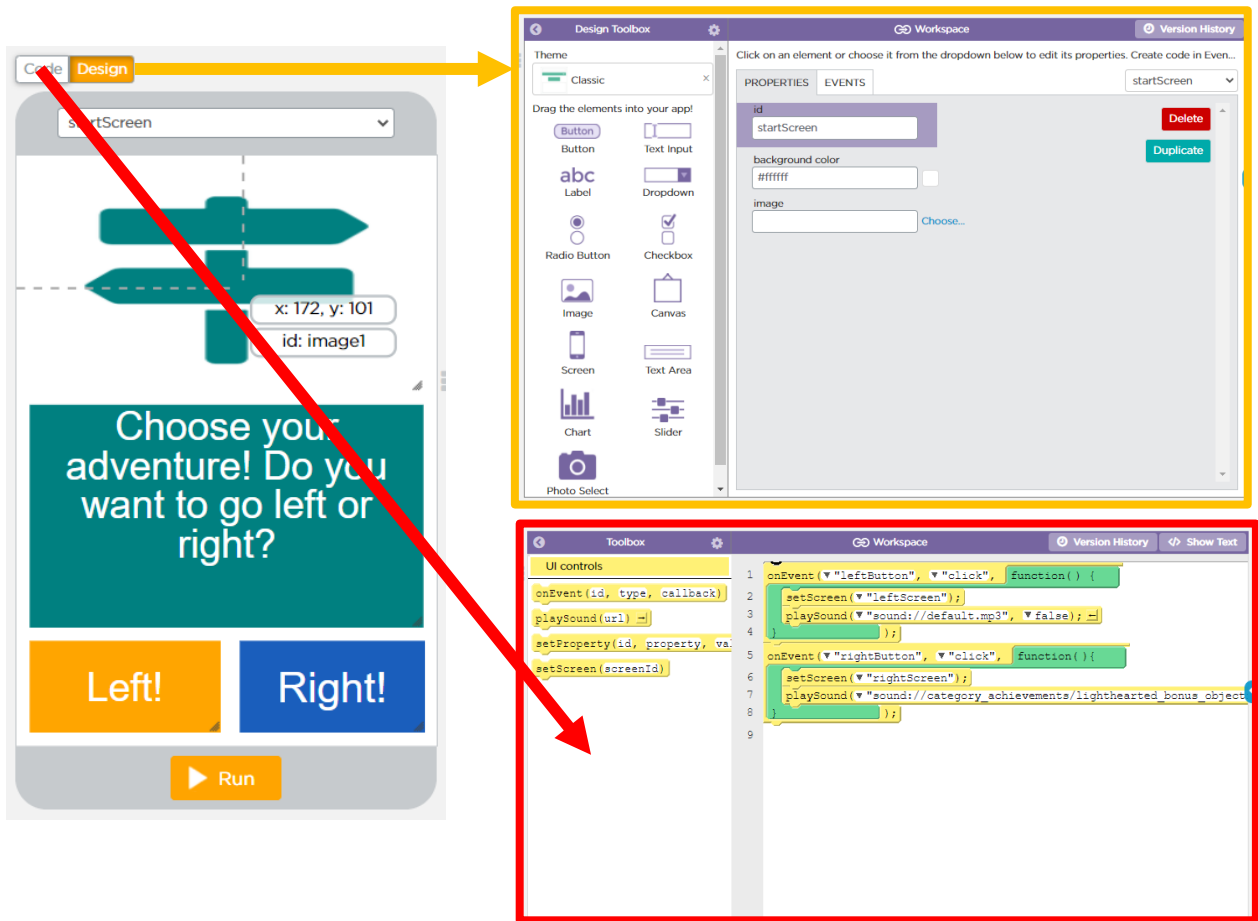 Code Design
startScreen
x: 172, y: 101
id: image1
Choose your
adventure! Do you
want to go left or
right?
Left! Right!
Run
Design Toolbox
Workspace
Version History
Theme
Classic
Drag the elements into your app!
Button
Button
Text Input
abc
Label
Dropdown
Radio Button
Checkbox
Image
Canvas
Screen
Text Area
Chart
Slider
Photo Select
Click on an element or choose it from the dropdown below to edit its properties. Create code in Even...
PROPERTIES EVENTS
startScreen
id
startScreen
Delete
Duplicate
background color
#ffffff
image
Choose...
Toolbox
Workspace
Version History
Show Text
UI controls
onEvent(id, type, callback)
playSound(url)
setProperty(id, property, val
setScreen(screenId)
1 onEvent(▼"leftButton", ▼"click", function() {
2 setScreen(▼"leftScreen");
3 playSound(▼"sound://default.mp3", ▼false);
4 } );
5 onEvent(▼"rightButton", ▼"click", function( ){
6 setScreen(▼"rightScreen");
7 playSound(▼"sound://category_achievements/lighthearted_bonus_object
8 } );
9